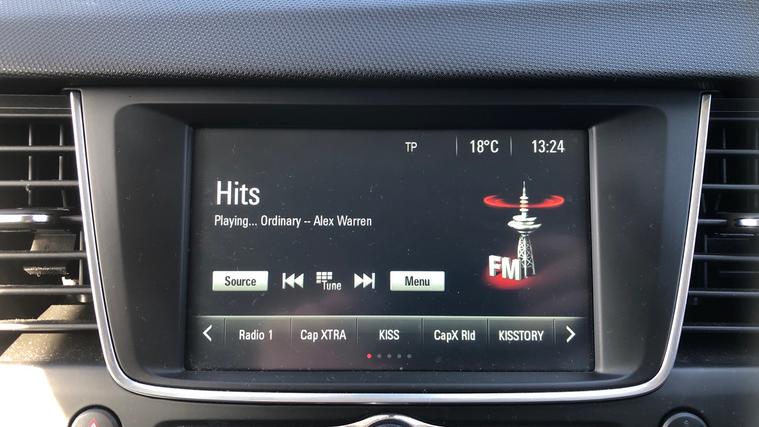 TP 18°C 13:24
Hits
Playing... Ordinary -- Alex Warren
FM
Source Tune Menu
Radio 1 Cap XTRA KISS CapX Rld KISSTORY